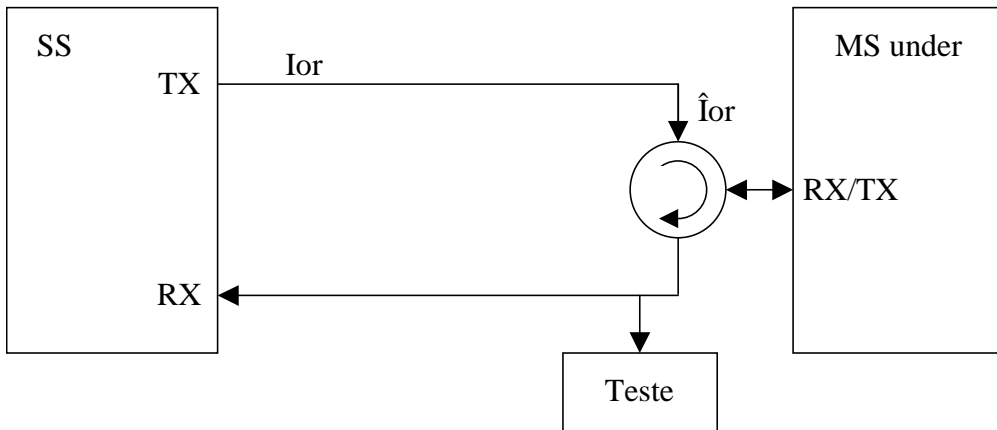 SS
MS under
TX
Ior
Îor
RX/TX
RX
Teste